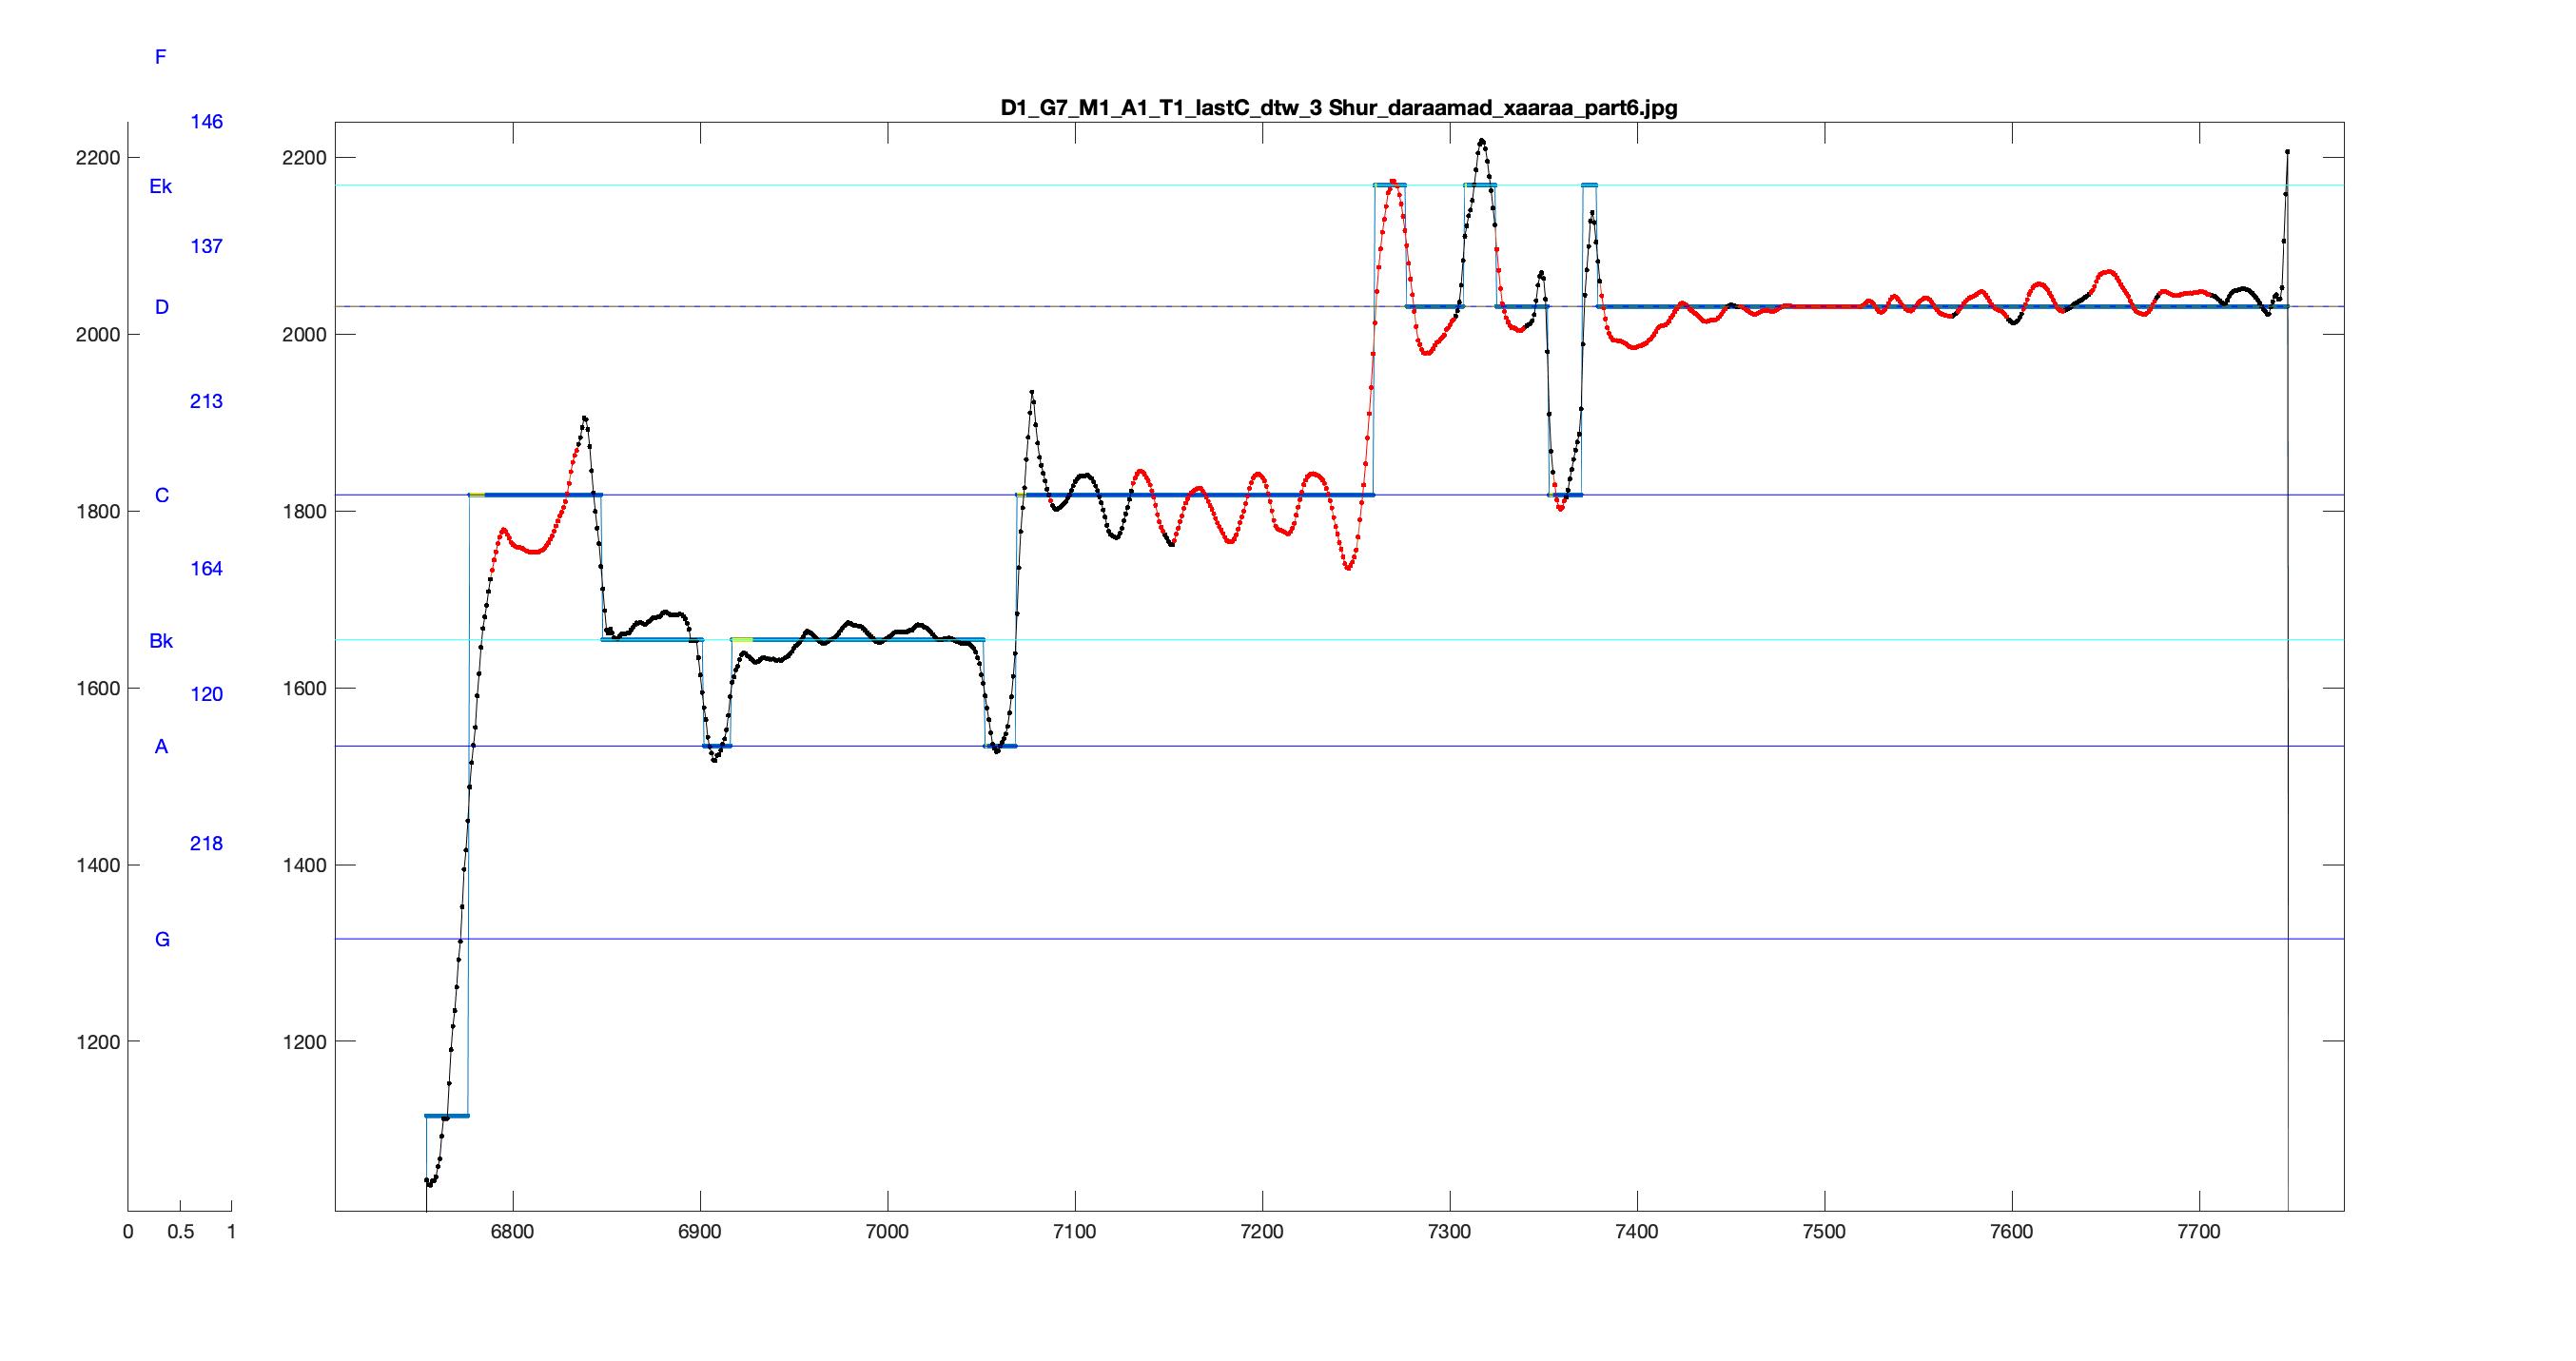 F
D1_G7_M1_A1_T1_lastC_dtw_3 Shur_daraamad_xaaraa_part6.jpg
146
2200 2200
Ek
137
D
2000 2000
213
C
1800 1800
164
Bk
1600 1600
120
A
1400 1400
218
G
1200 1200
0 0.5 1 6800 6900 7000 7100 7200 7300 7400 7500 7600 7700